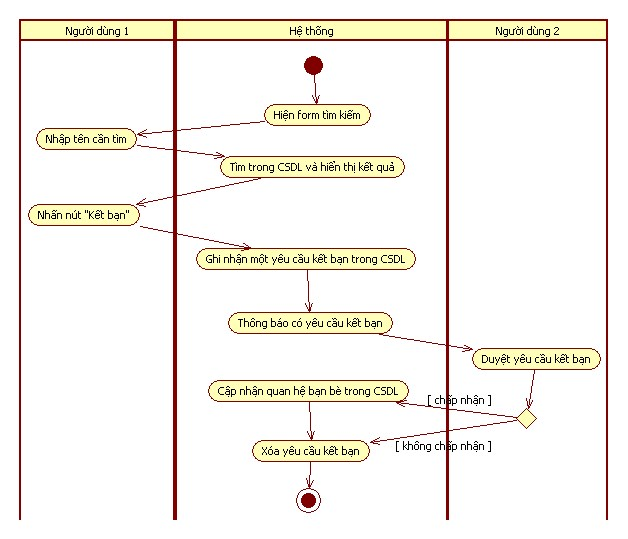 Người dùng 1
Hệ thống
Người dùng 2
Hiện form tìm kiếm
Nhập tên cần tìm
Tìm trong CSDL và hiển thị kết quả
Nhấn nút "Kết bạn"
Ghi nhận một yêu cầu kết bạn trong CSDL
Thông báo có yêu cầu kết bạn
Duyệt yêu cầu kết bạn
Cập nhận quan hệ bạn bè trong CSDL
[ chấp nhận ]
[ không chấp nhận ]
Xóa yêu cầu kết bạn